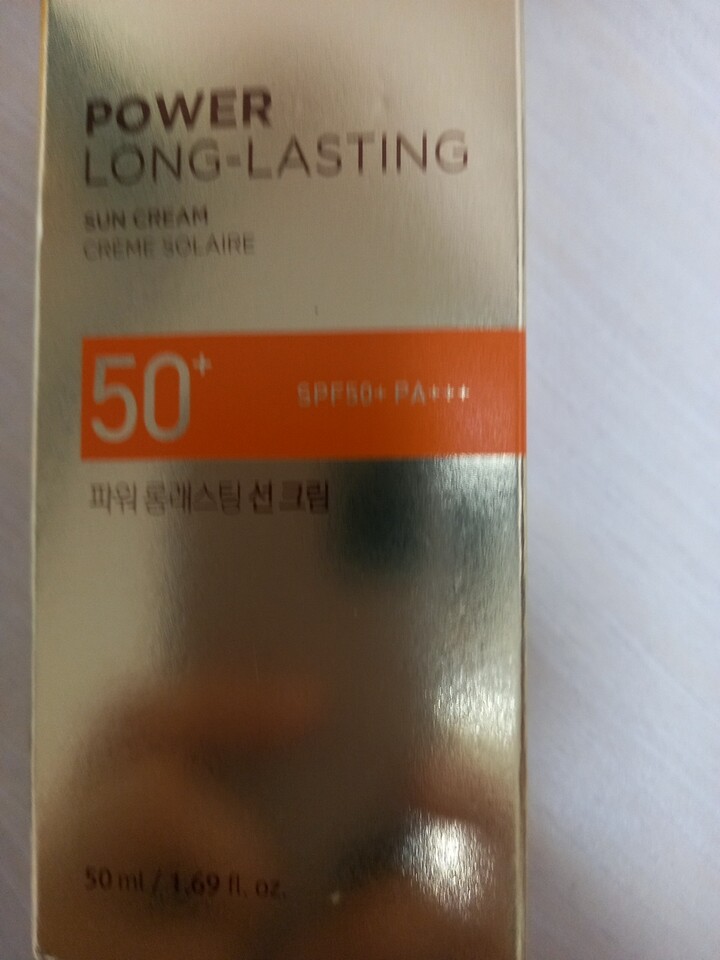 POWER
LONG-LASTING
SUN CREAM
CRÈME SOLAIRE
50+ SPF50+ PA+++
파워 롱래스팅 선 크림
50 ml / 1.69 fl. oz.